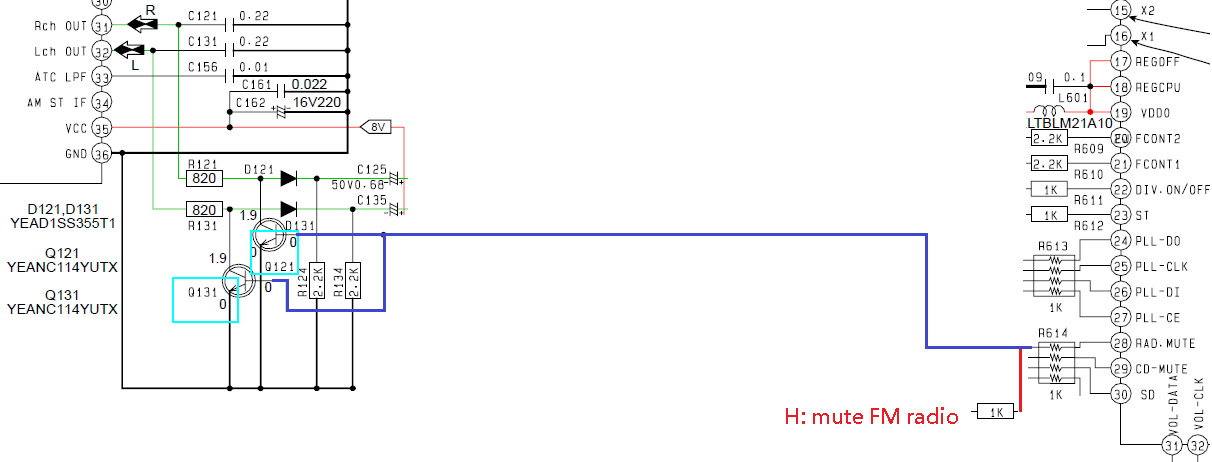 30
Rch OUT 31 R C121 0.22
Lch OUT 32 L C131 0.22
ATC LPF 33 C156 0.01
AM ST IF 34 C161 0.022
C162 + 16V220
VCC 35 8V
GND 36
R121 820 D121 C125 +
50V0.68
820 C135 +
R131 1.9 D131
0
0
1.9 Q121
Q131 0
0
R124 2.2K R134 2.2K
D121,D131
YEAD1SS355T1
Q121
YEANC114YUTX
Q131
YEANC114YUTX
15 X2
16 X1
17 REGOFF
09 0.1 18 REGCPU
L601 19 VDD0
LTBLM21A10
2.2K 20 FCONT2
R609
2.2K 21 FCONT1
R610
1K 22 DIV.ON/OFF
R611
1K 23 ST
R612
R613 24 PLL-DO
25 PLL-CLK
26 PLL-DI
27 PLL-CE
1K
R614
28 RAD.MUTE
29 CD-MUTE
30 SD
1K
H: mute FM radio 1K
VOL-DATA VOL-CLK
31 32